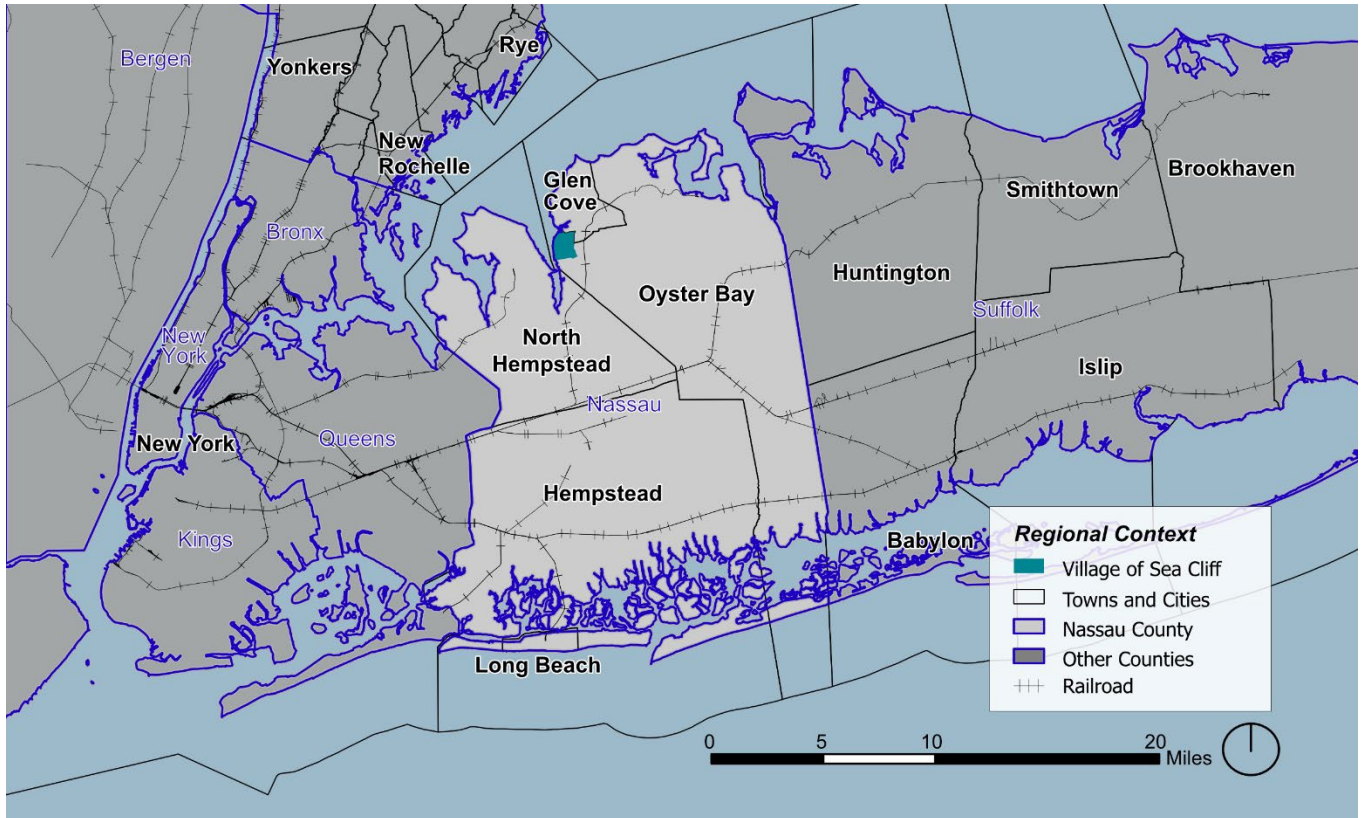 Bergen
Yonkers
Rye
New
Rochelle
Glen
Cove
Brookhaven
Smithtown
Bronx
Huntington
Oyster Bay
Suffolk
New
York
North
Hempstead
Islip
Nassau
New York
Queens
Hempstead
Kings
Babylon
Long Beach
Regional Context
Village of Sea Cliff
Towns and Cities
Nassau County
Other Counties
Railroad
0 5 10 20
Miles